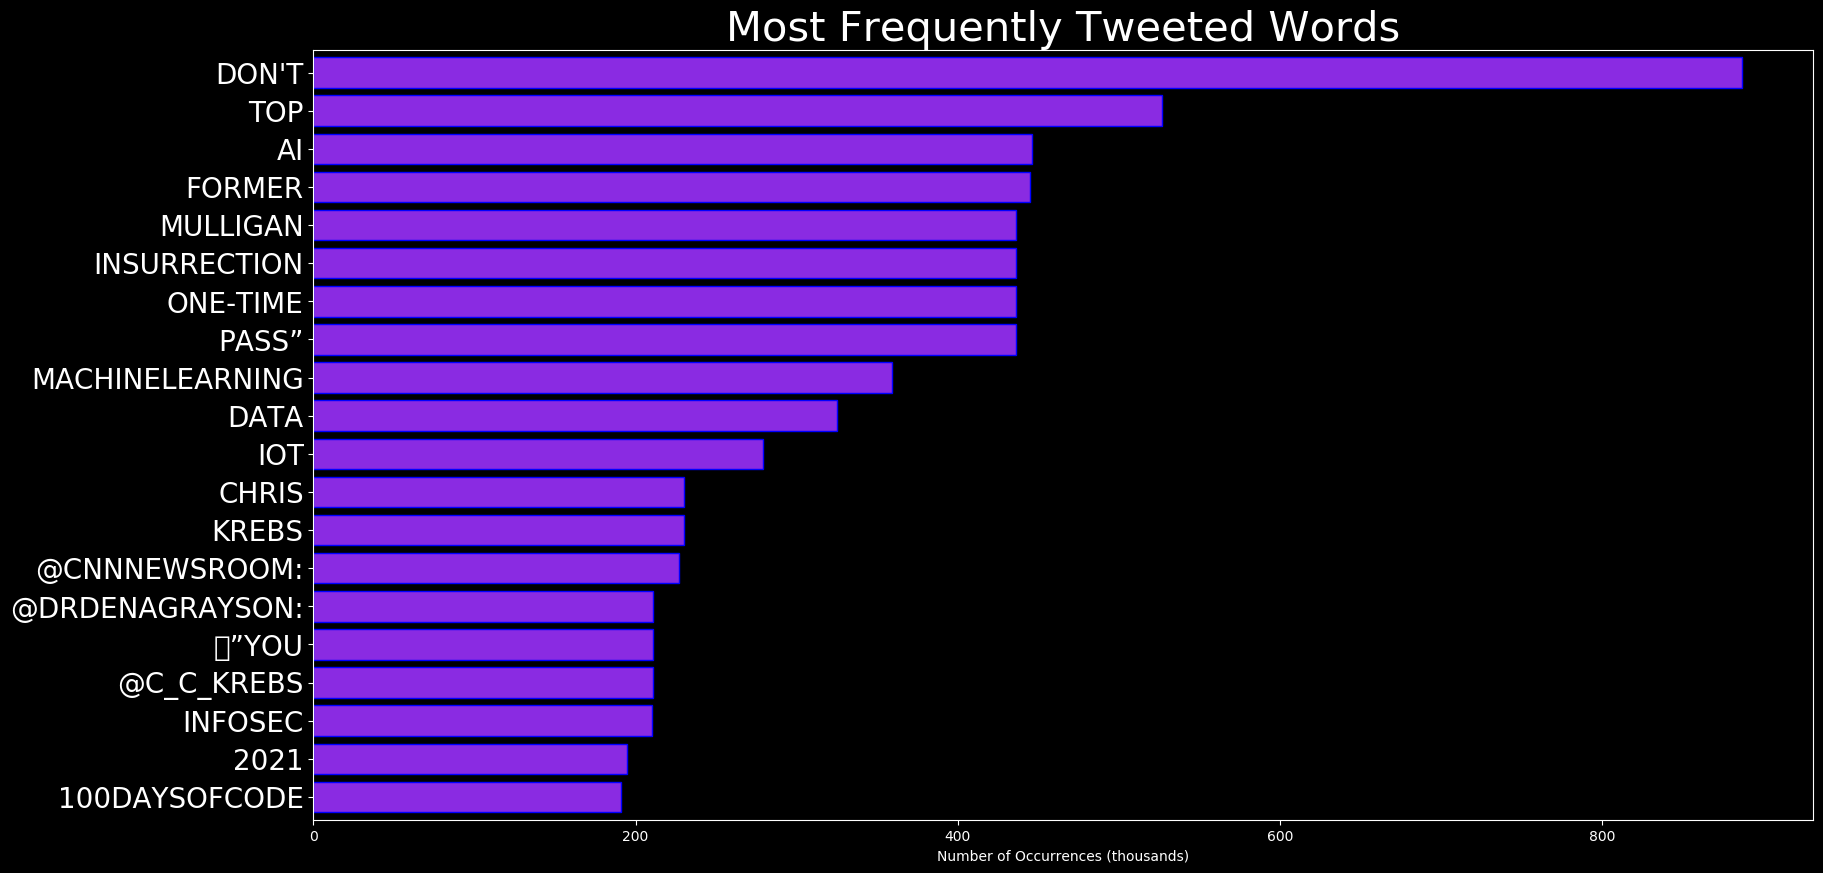 Most Frequently Tweeted Words
DON'T
TOP
AI
FORMER
MULLIGAN
INSURRECTION
ONE-TIME
PASS”
MACHINELEARNING
DATA
IOT
CHRIS
KREBS
@CNNNEWSROOM:
@DRDENAGRAYSON:
”YOU
@C_C_KREBS
INFOSEC
2021
100DAYSOFCODE
0 200 400 600 800
Number of Occurrences (thousands)